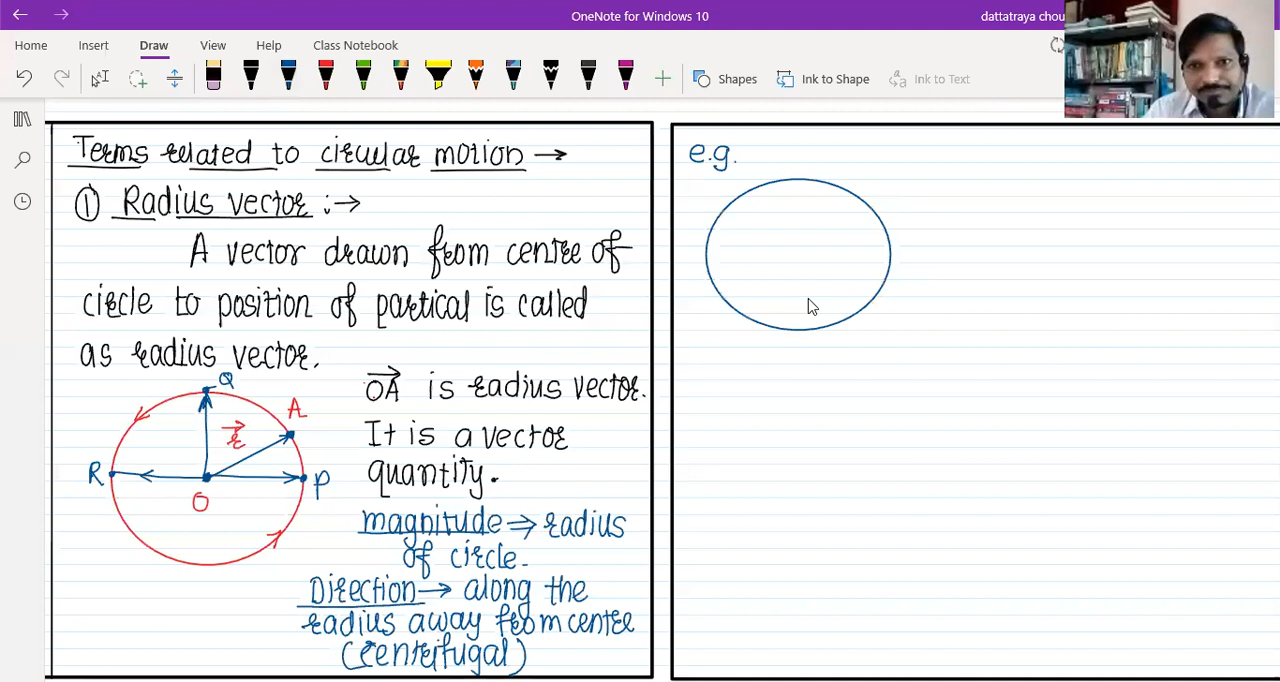 OneNote for Windows 10
dattatraya chou
Home Insert Draw View Help Class Notebook
Shapes Ink to Shape Ink to Text
Terms related to circular motion →
① Radius vector :→
A vector drawn from centre of
circle to position of partical is called
as radius vector.
Q
A
r
R
P
O
OA is radius vector.
It is a vector
quantity.
magnitude ⇒ radius
of circle.
Direction → along the
radius away from centre
(centrifugal)
e.g.